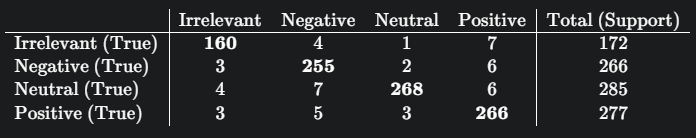 Irrelevant Negative Neutral Positive Total (Support)
Irrelevant (True) 160 4 1 7 172
Negative (True) 3 255 2 6 266
Neutral (True) 4 7 268 6 285
Positive (True) 3 5 3 266 277